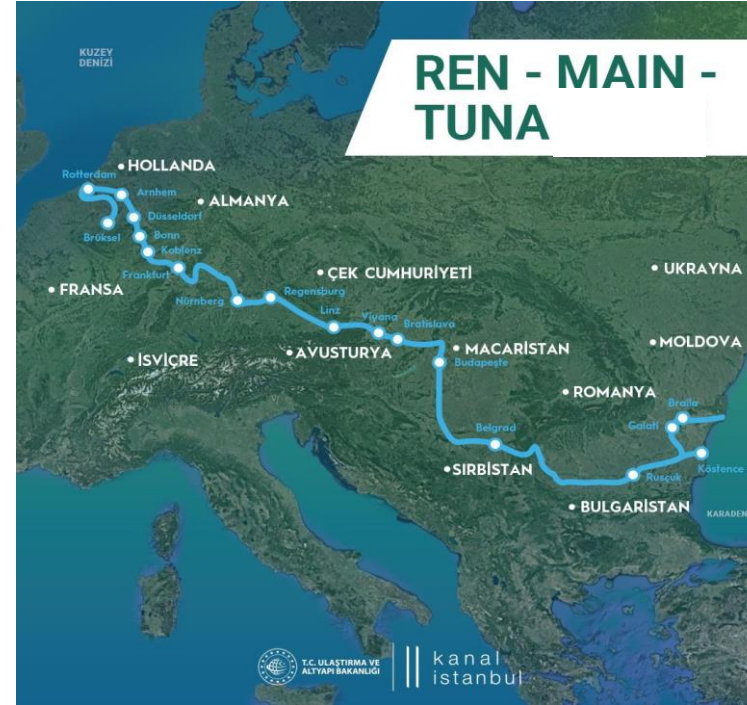 KUZEY
DENİZİ
REN - MAIN -
TUNA
HOLLANDA
Rotterdam
Arnhem
ALMANYA
Düsseldorf
Brüksel
Bonn
Koblenz
Frankfurt
ÇEK CUMHURİYETİ
UKRAYNA
FRANSA
Nürnberg
Regensburg
Linz
Viyana
Bratislava
MOLDOVA
İSVİÇRE
AVUSTURYA
MACARİSTAN
Budapeşte
ROMANYA
Braila
Galati
Belgrad
SIRBİSTAN
Rusçuk
Köstence
BULGARİSTAN
KARADEN
T.C. ULAŞTIRMA VE
ALTYAPI BAKANLIĞI
kanal
istanbul